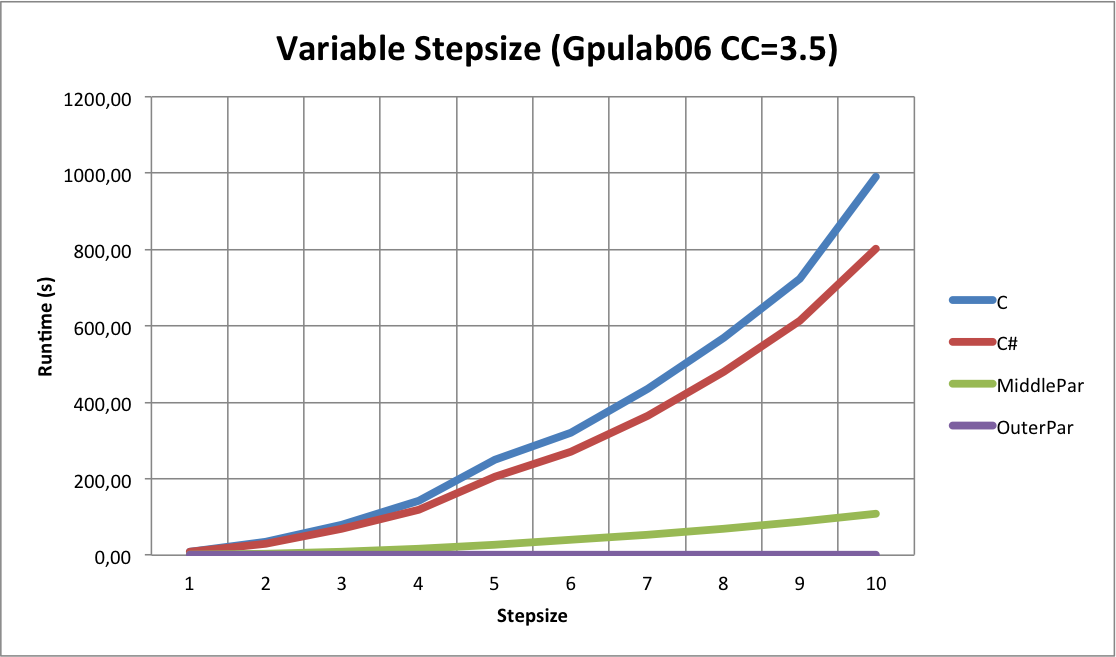 Variable Stepsize (Gpulab06 CC=3.5)
1200,00
1000,00
800,00
600,00
400,00
200,00
0,00
Runtime (s)
1 2 3 4 5 6 7 8 9 10
Stepsize
C
C#
MiddlePar
OuterPar